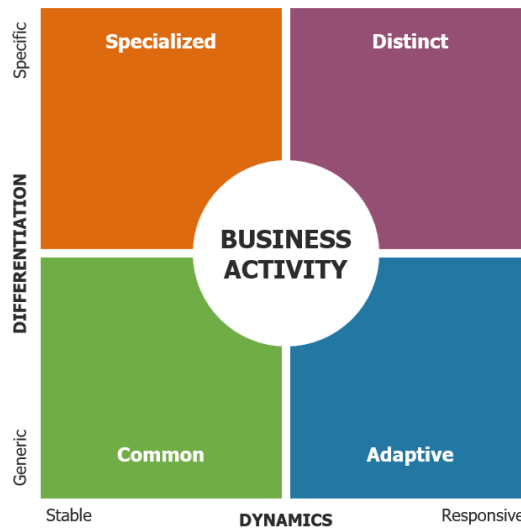 Specific
Specialized
Distinct
DIFFERENTIATION
BUSINESS
ACTIVITY
Generic
Common
Adaptive
Stable
DYNAMICS
Responsive